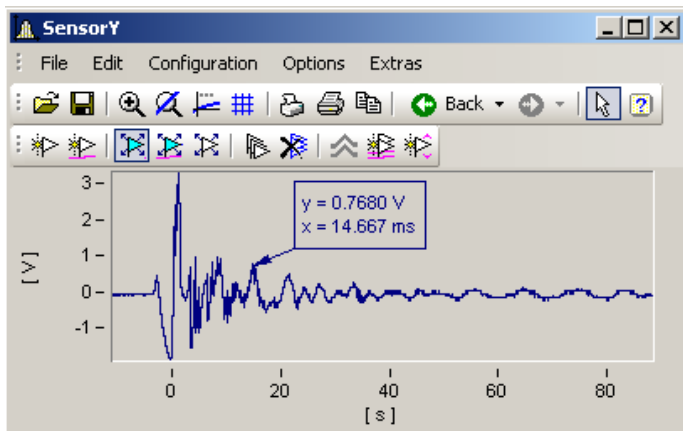 SensorY
File Edit Configuration Options Extras
Back
3
2
1
0
-1
[V]
y = 0.7680 V
x = 14.667 ms
0 20 40 60 80
[s]